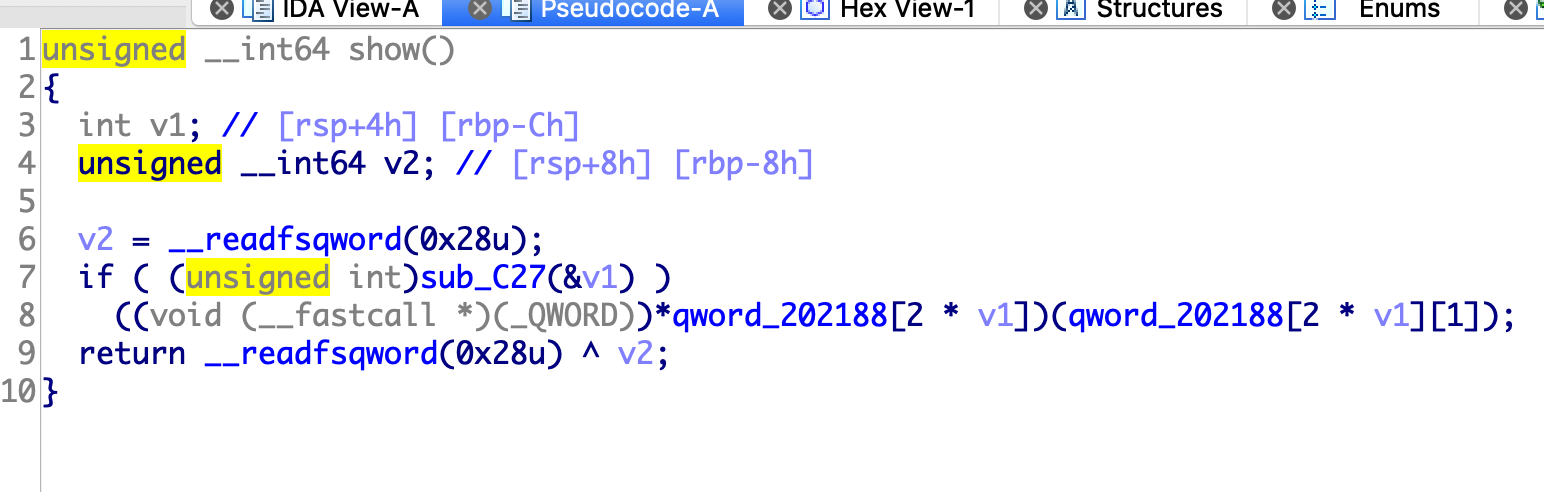 IDA View-A Pseudocode-A Hex View-1 Structures Enums
1 unsigned __int64 show()
2 {
3 int v1; // [rsp+4h] [rbp-Ch]
4 unsigned __int64 v2; // [rsp+8h] [rbp-8h]
5
6 v2 = __readfsqword(0x28u);
7 if ( (unsigned int)sub_C27(&v1) )
8 ((void (__fastcall *)(_QWORD))*qword_202188[2 * v1])(qword_202188[2 * v1][1]);
9 return __readfsqword(0x28u) ^ v2;
10 }